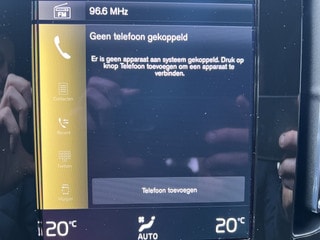 FM
96.6 MHz
Geen telefoon gekoppeld
Er is geen apparaat aan systeem gekoppeld. Druk op
knop Telefoon toevoegen om een apparaat te
verbinden.
Telefoon toevoegen
20°C
AUTO
20°C